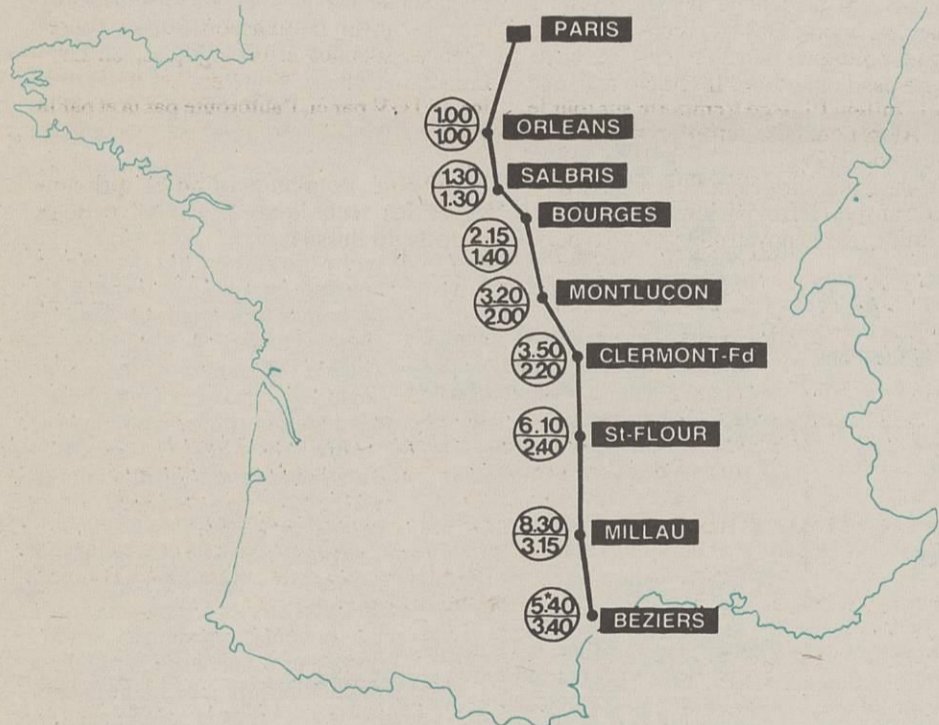 PARIS
1.00
1.00
ORLEANS
1.30
1.30
SALBRIS
BOURGES
2.15
1.40
3.20
2.00
MONTLUÇON
3.50
2.20
CLERMONT-Fd
6.10
2.40
St-FLOUR
8.30
3.15
MILLAU
5.*40
3.40
BEZIERS